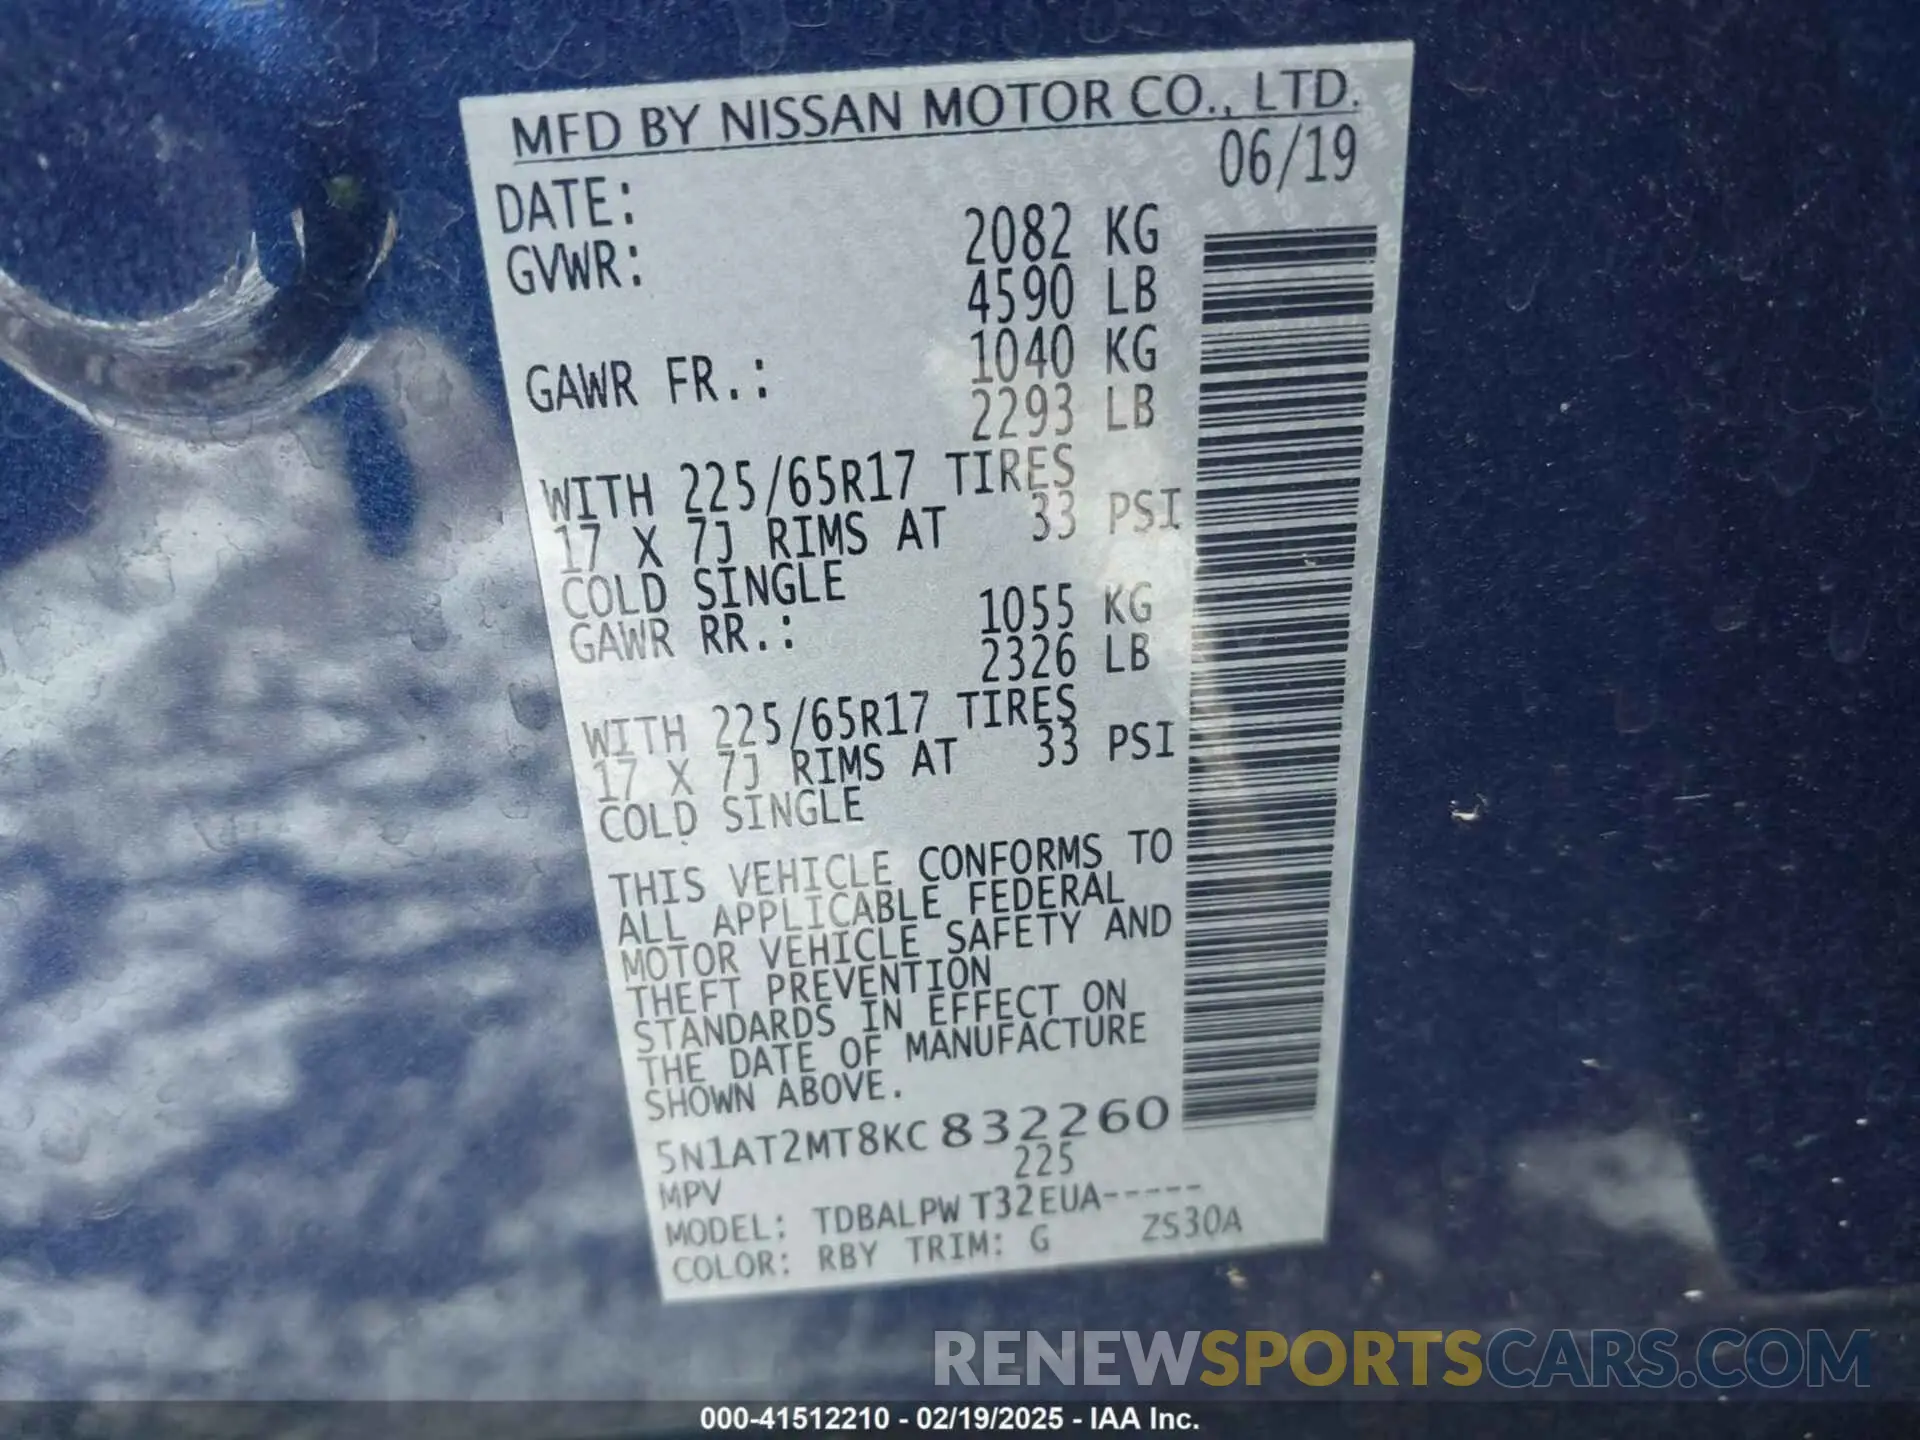 MFD BY NISSAN MOTOR CO., LTD.
DATE: 06/19
GVWR: 2082 KG
4590 LB
GAWR FR.: 1040 KG
2293 LB
WITH 225/65R17 TIRES
17 X 7J RIMS AT 33 PSI
COLD SINGLE
GAWR RR.: 1055 KG
2326 LB
WITH 225/65R17 TIRES
17 X 7J RIMS AT 33 PSI
COLD SINGLE
THIS VEHICLE CONFORMS TO
ALL APPLICABLE FEDERAL
MOTOR VEHICLE SAFETY AND
THEFT PREVENTION
STANDARDS IN EFFECT ON
THE DATE OF MANUFACTURE
SHOWN ABOVE.
5N1AT2MT8KC832260
MPV 225
MODEL: TDBALPW T32EUA-----
COLOR: RBY TRIM: G ZS30A
RENEWSPORTSCARS.COM
000-41512210 - 02/19/2025 - IAA Inc.